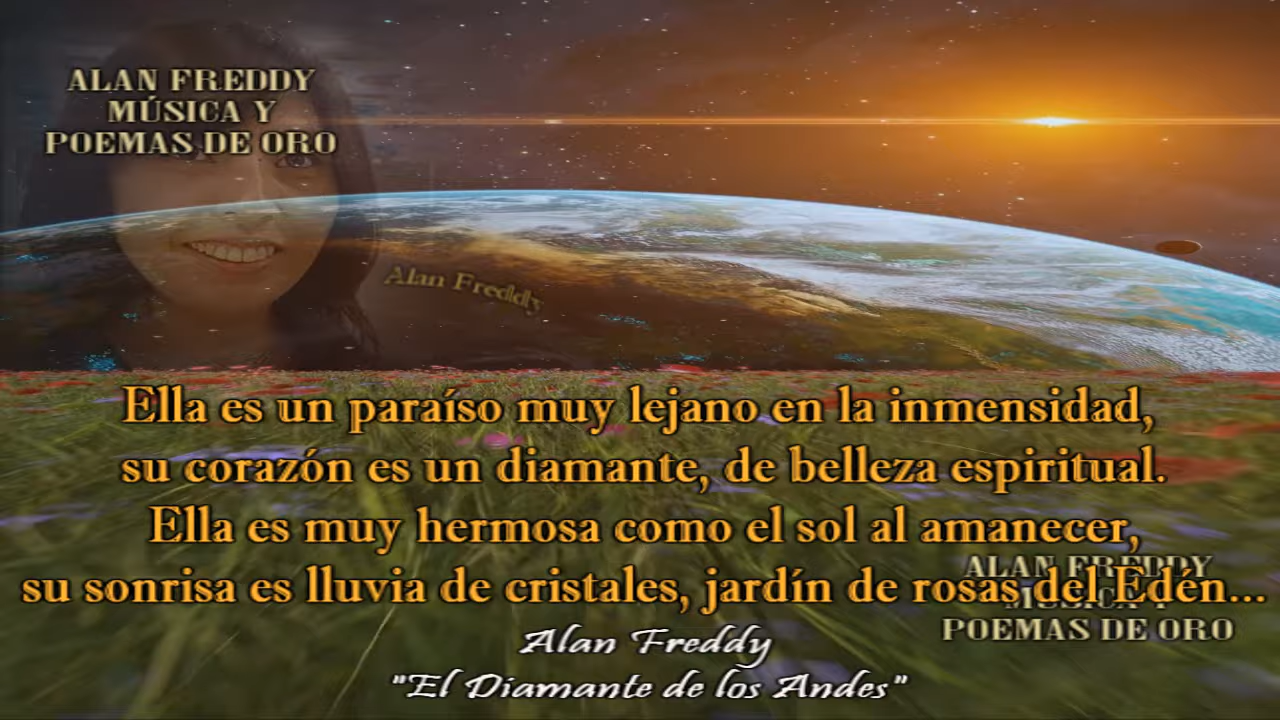 ALAN FREDDY
MÚSICA Y
POEMAS DE ORO
Alan Freddy
Ella es un paraíso muy lejano en la inmensidad,
su corazón es un diamante, de belleza espiritual.
Ella es muy hermosa como el sol al amanecer,
su sonrisa es lluvia de cristales, jardín de rosas del Edén...
ALAN FREDDY
MÚSICA Y
POEMAS DE ORO
Alan Freddy
"El Diamante de los Andes"